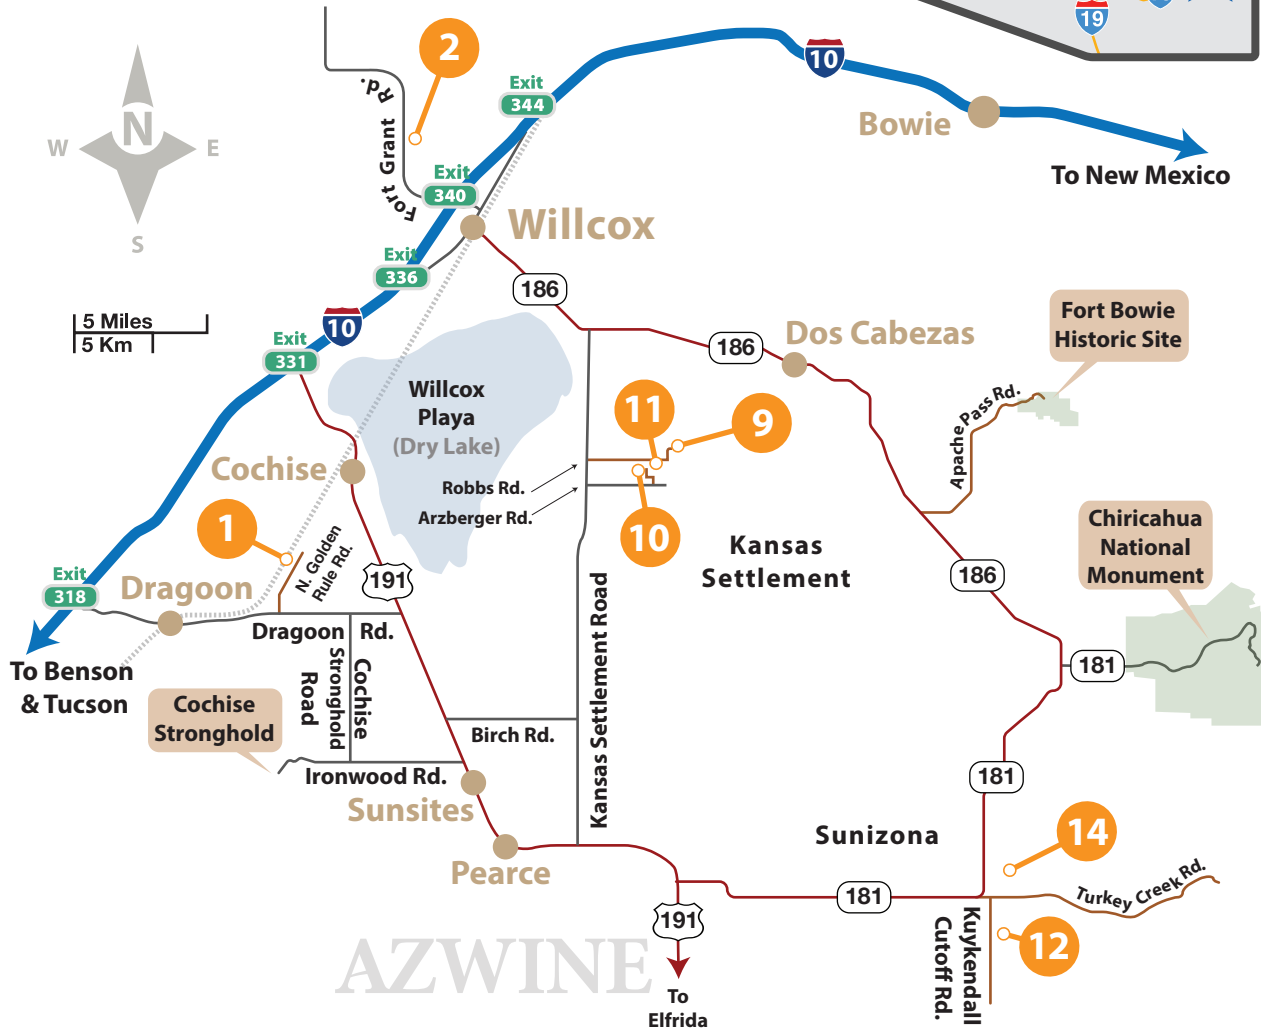 19
2
10
Exit
344
Bowie
To New Mexico
N
W
E
S
Fort Grant Rd.
Exit
340
Willcox
Exit
336
186
5 Miles
5 Km
10
Exit
331
186
Dos Cabezas
Fort Bowie
Historic Site
Willcox
Playa
(Dry Lake)
11
9
Apache Pass Rd.
Cochise
Robbs Rd.
Arzberger Rd.
10
1
N. Golden
Rule Rd.
Kansas
Settlement
Chiricahua
National
Monument
191
186
Exit
318
Dragoon
Dragoon Rd.
To Benson
& Tucson
Cochise
Stronghold
Road
Kansas Settlement Road
181
Cochise
Stronghold
Birch Rd.
Ironwood Rd.
Sunsites
181
Pearce
Sunizona
14
181
Turkey Creek Rd.
191
Kuykendall
Cutoff Rd.
12
AZWINE
To
Elfrida